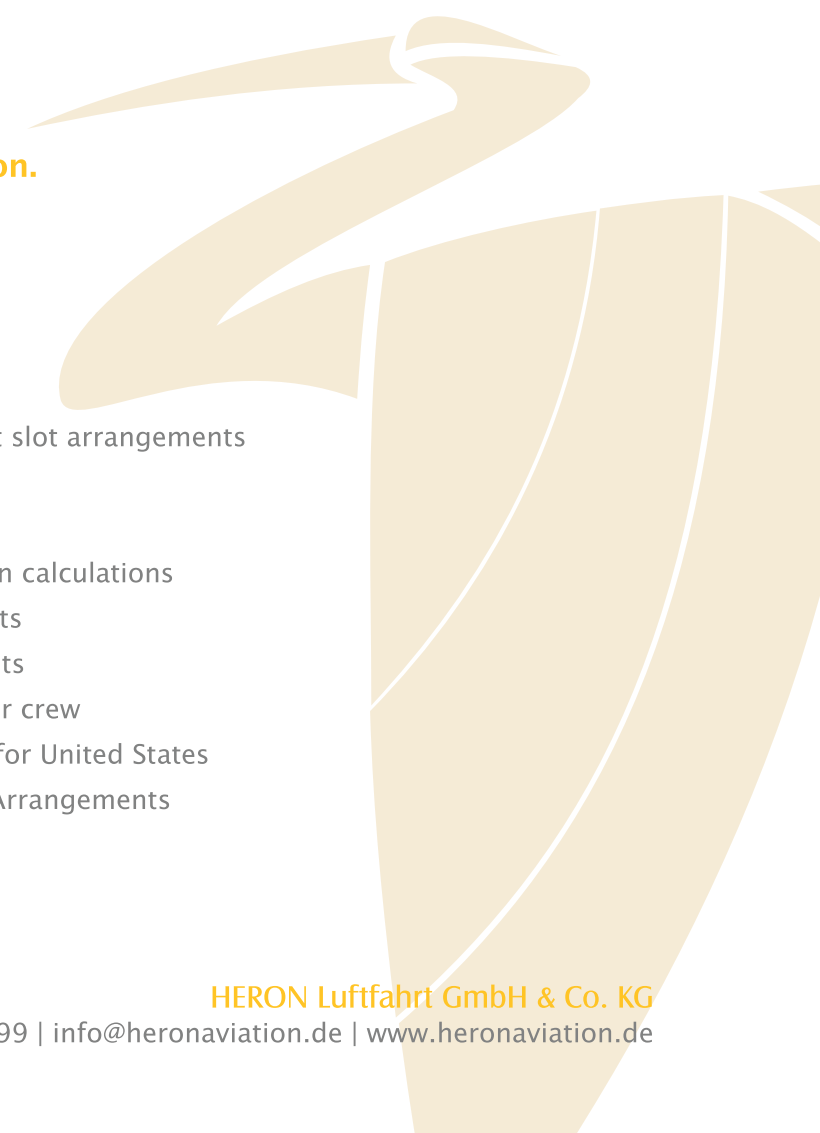 on.
slot arrangements
calculations
ts
ts
r crew
for United States
Arrangements
HERON Luftfahrt GmbH & Co. KG
99 | info@heronaviation.de | www.heronaviation.de